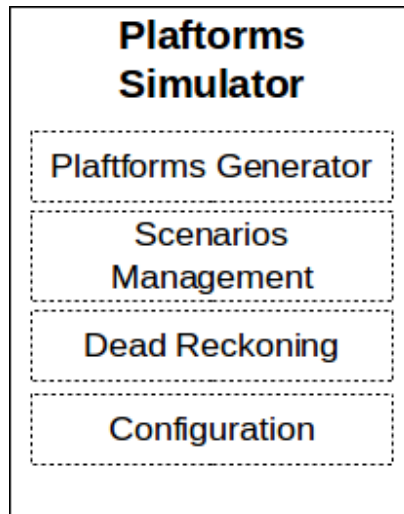 Plaftorms
Simulator
Plaftforms Generator
Scenarios
Management
Dead Reckoning
Configuration